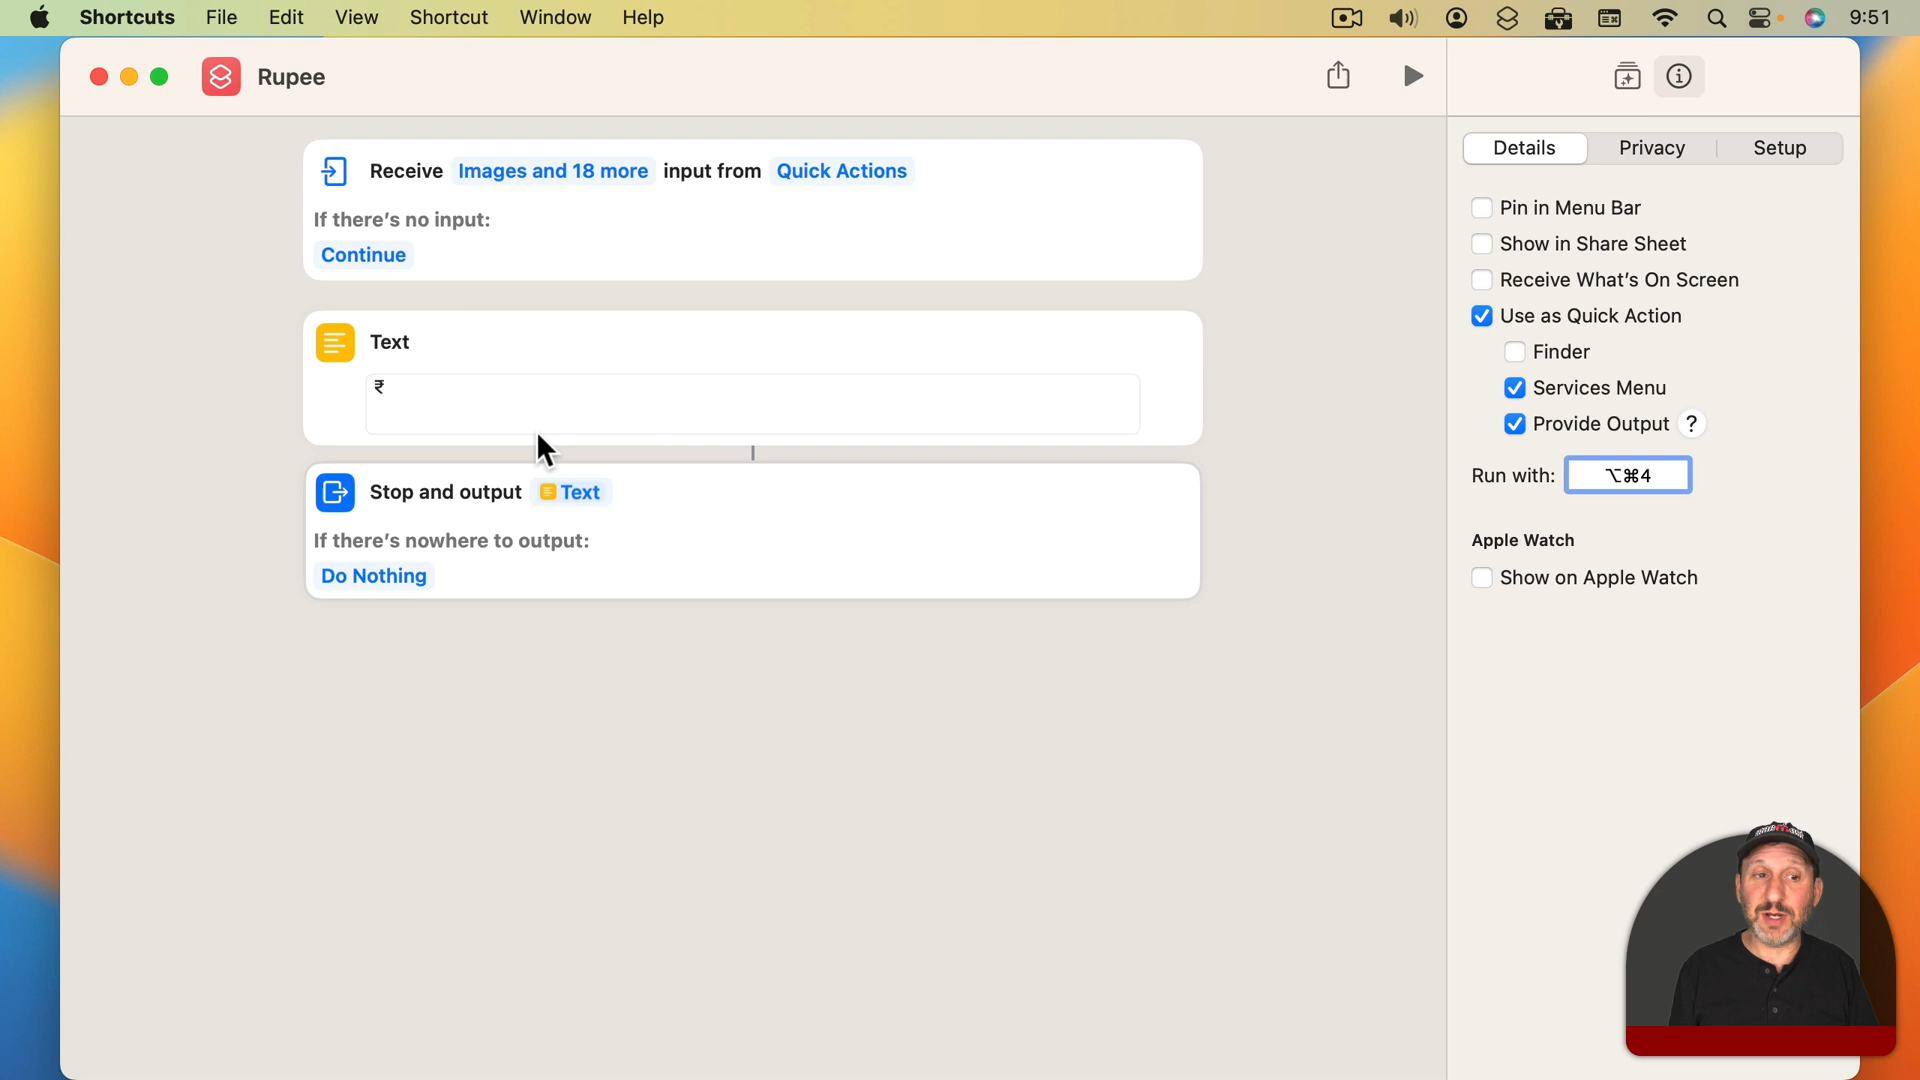 Shortcuts File Edit View Shortcut Window Help 9:51
Rupee
Receive Images and 18 more input from Quick Actions
If there's no input:
Continue
Text
₹
Stop and output Text
If there's nowhere to output:
Do Nothing
Details Privacy Setup
Pin in Menu Bar
Show in Share Sheet
Receive What's On Screen
Use as Quick Action
Finder
Services Menu
Provide Output ?
Run with: ⌥⌘4
Apple Watch
Show on Apple Watch